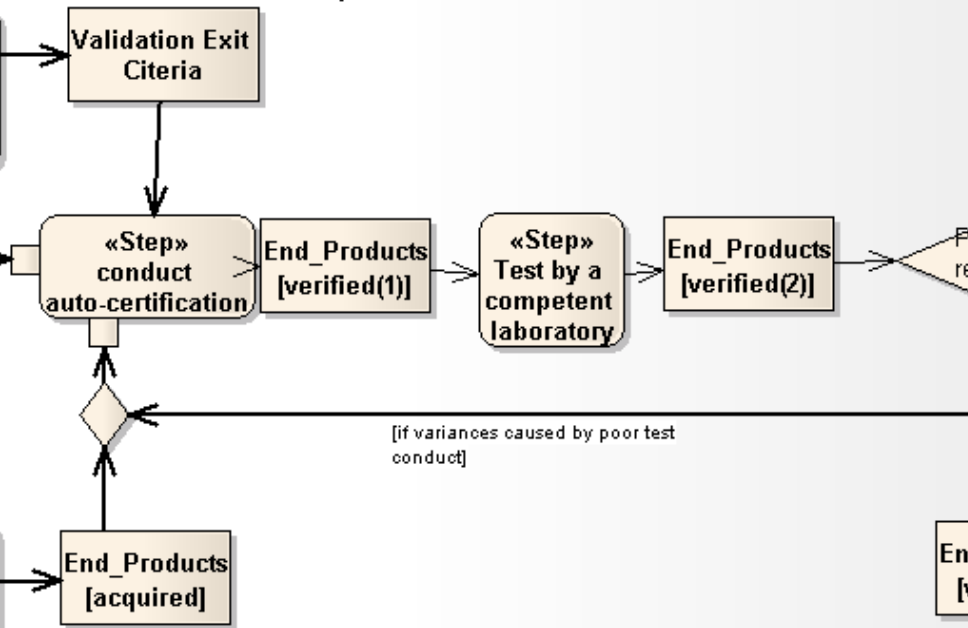 Validation Exit
Citeria
«Step»
conduct
auto-certification
End_Products
[verified(1)]
«Step»
Test by a
competent
laboratory
End_Products
[verified(2)]
[if variances caused by poor test
conduct]
End_Products
[acquired]